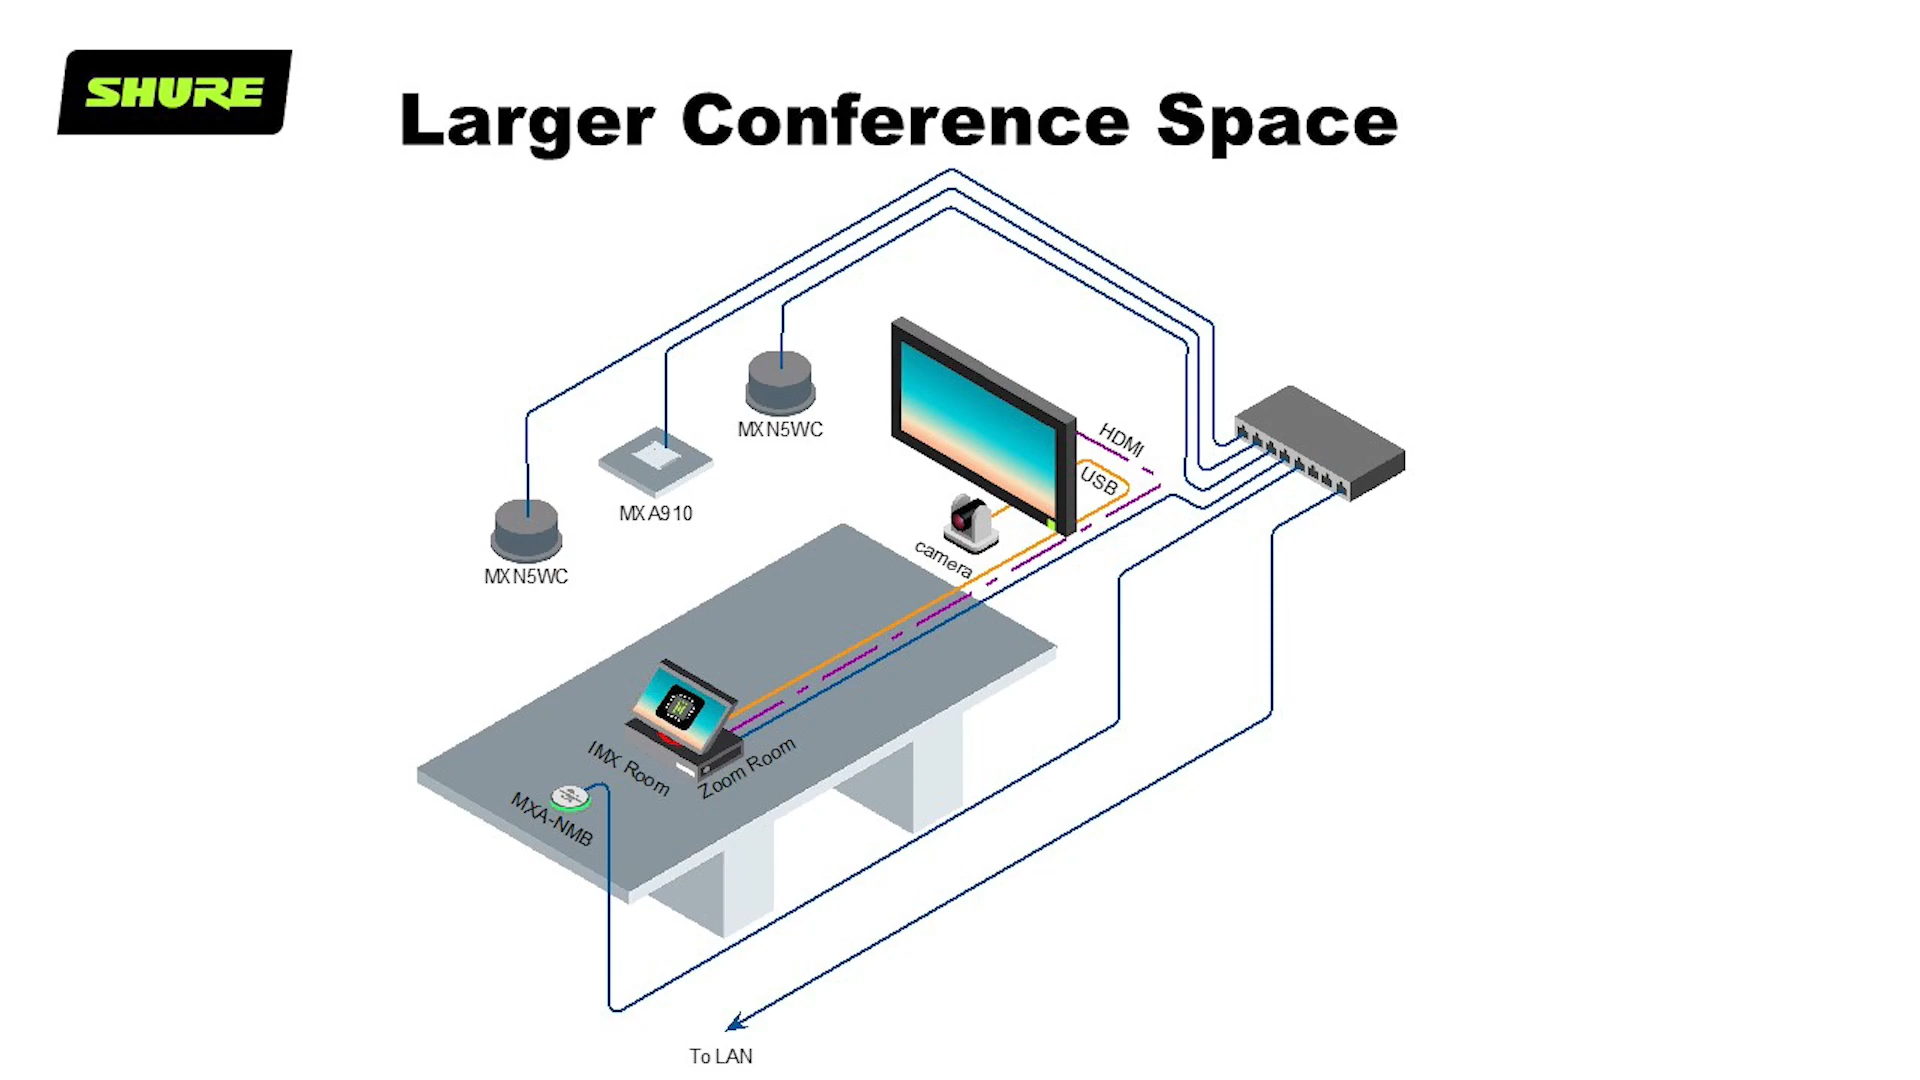 SHURE
Larger Conference Space
MXN5WC
HDMI
USB
MXA910
camera
MXN5WC
IMX Room
Zoom Room
MXA-NMB
To LAN